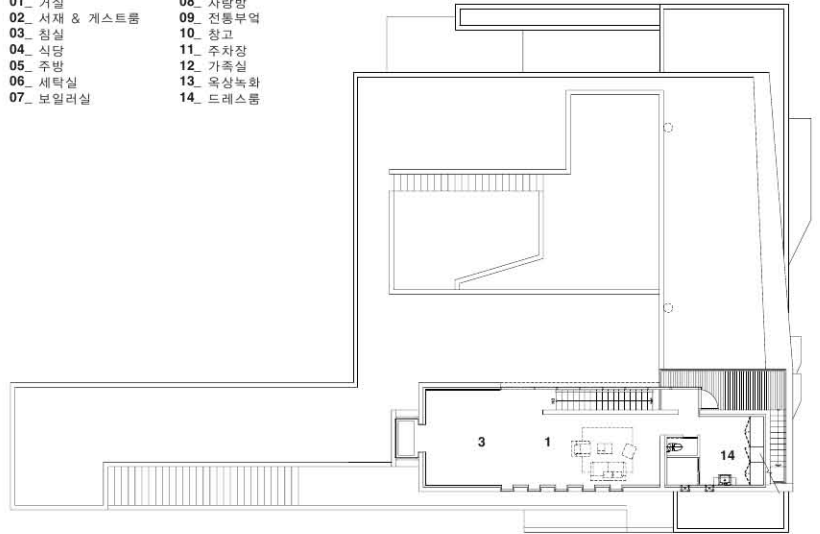 01_ 거실
02_ 서재 & 게스트룸
03_ 침실
04_ 식당
05_ 주방
06_ 세탁실
07_ 보일러실
08_ 사랑방
09_ 전통부엌
10_ 창고
11_ 주차장
12_ 가족실
13_ 옥상녹화
14_ 드레스룸
3
1
14